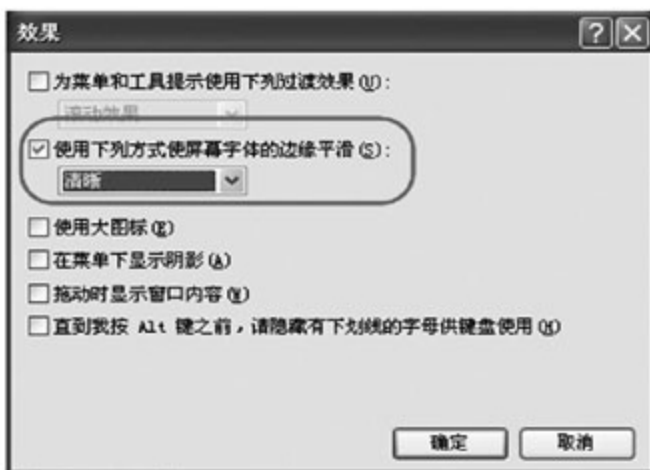 效果
为菜单和工具提示使用下列过渡效果(U):
滚动效果
使用下列方式使屏幕字体的边缘平滑(S):
清晰
使用大图标(E)
在菜单下显示阴影(A)
拖动时显示窗口内容(W)
直到我按 Alt 键之前,请隐藏有下划线的字母供键盘使用(H)
确定
取消